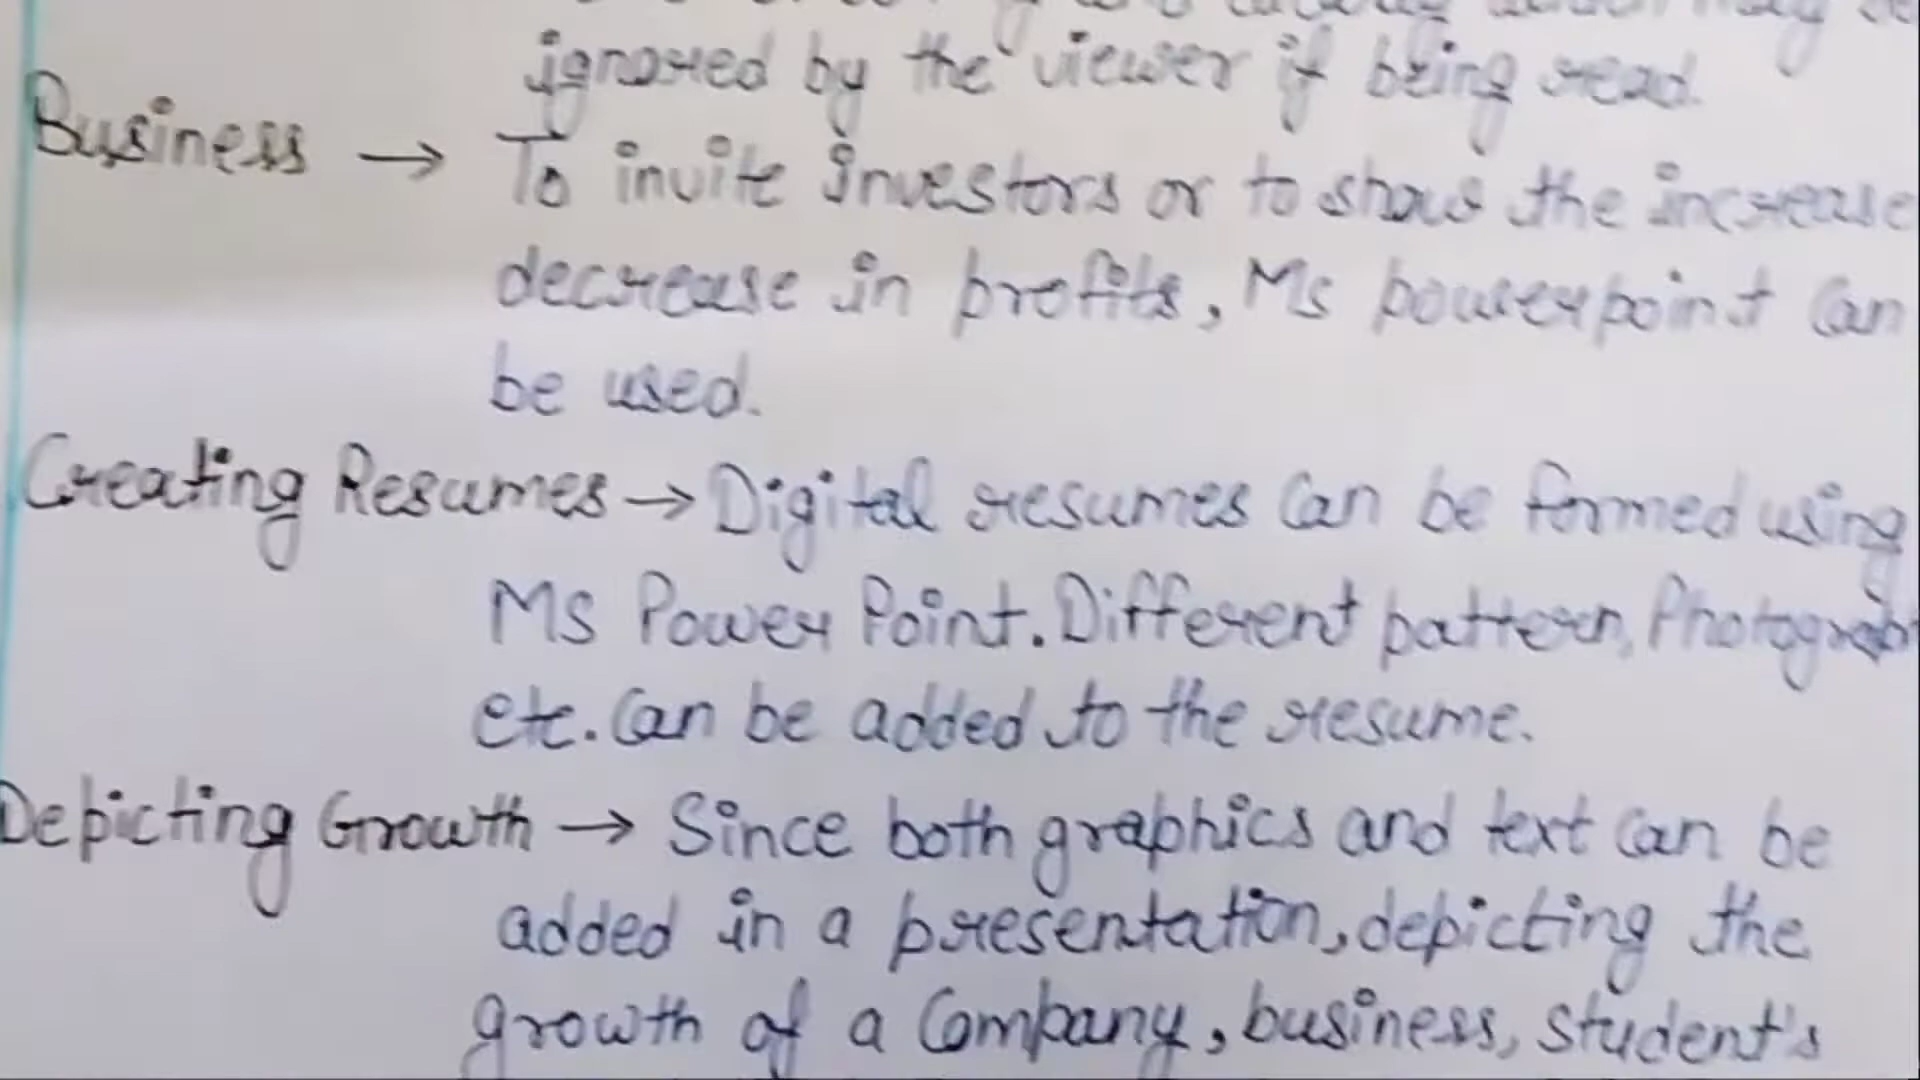 ignored by the viewer if being read.
Business → To invite investors or to show the increase
decrease in profits, Ms powerpoint Can
be used.
Creating Resumes → Digital resumes Can be formed using
Ms Power Point. Different pattern, Photograph
etc. Can be added to the resume.
Depicting Growth → Since both graphics and text Can be
added in a presentation, depicting the
growth of a Company, business, student's